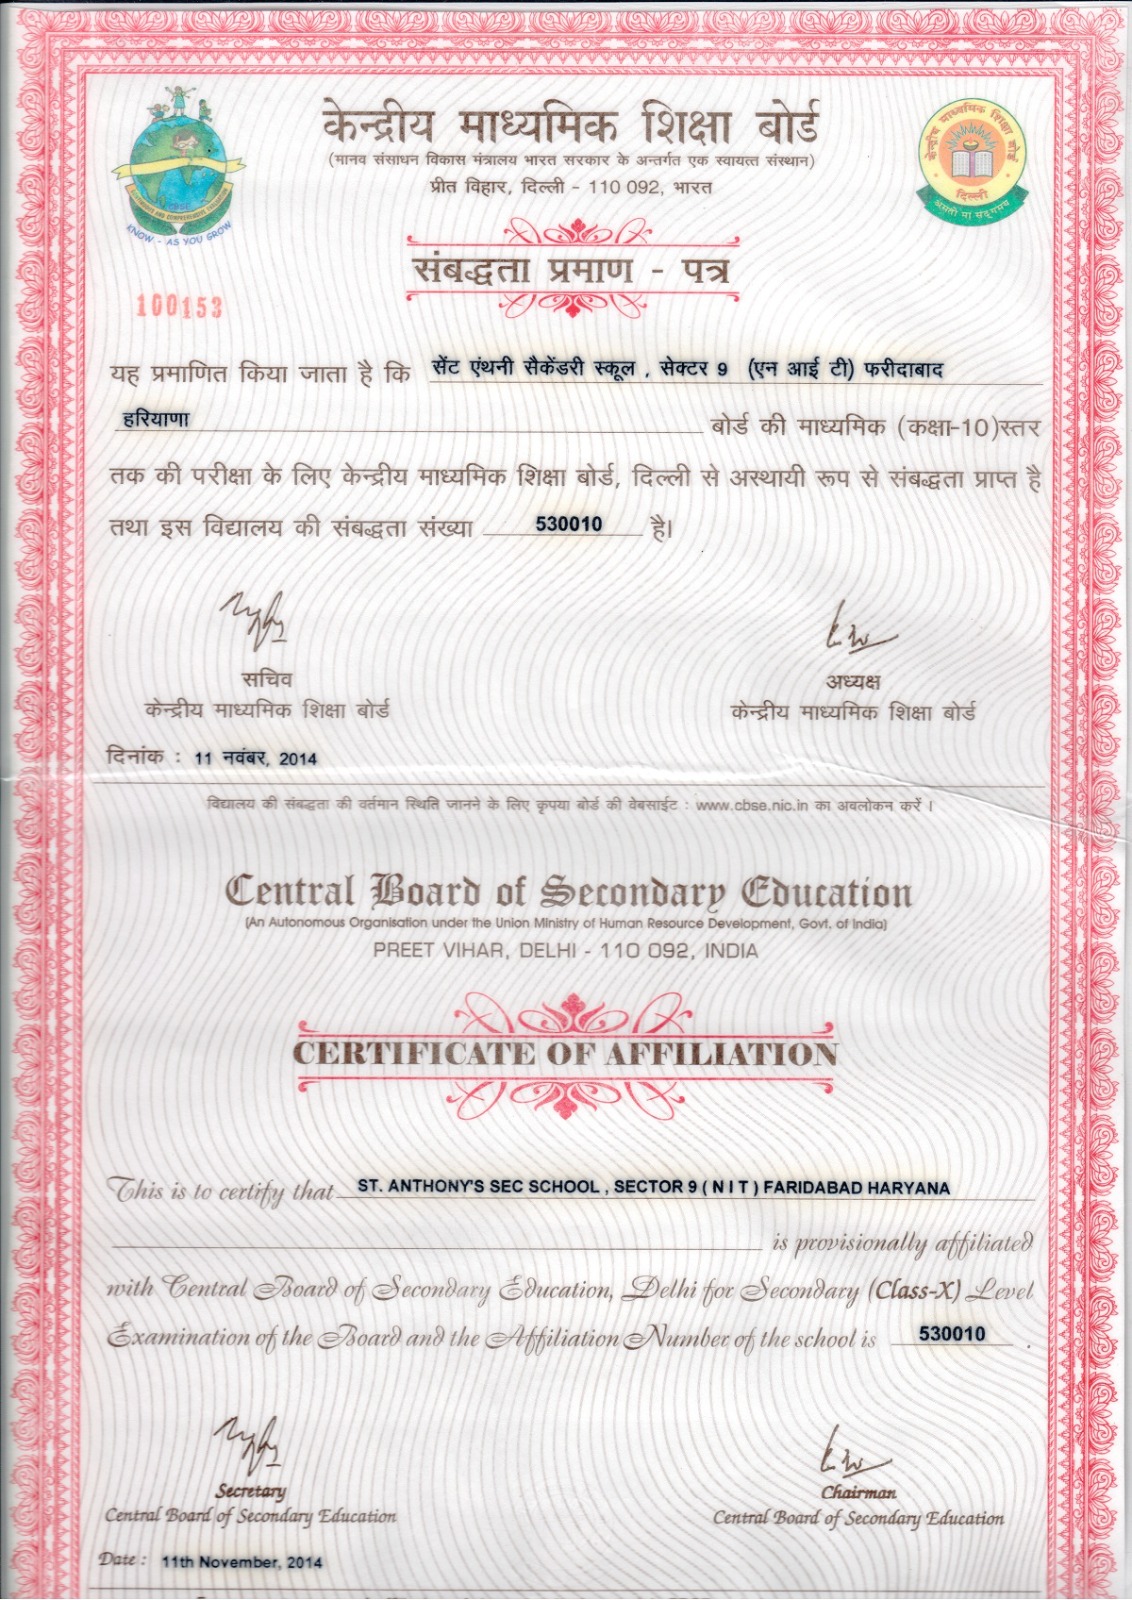 केन्द्रीय माध्यमिक शिक्षा बोर्ड
(मानव संसाधन विकास मंत्रालय भारत सरकार के अन्तर्गत एक स्वायत्त संस्थान)
प्रीत विहार, दिल्ली - 110 092, भारत
KNOW - AS YOU GROW
केन्द्रीय माध्यमिक शिक्षा बोर्ड
दिल्ली
असतो मा सद्गमय
संबद्धता प्रमाण - पत्र
100153
यह प्रमाणित किया जाता है कि सेंट एंथनी सैकेंडरी स्कूल , सेक्टर 9 (एन आई टी) फरीदाबाद
हरियाणा बोर्ड की माध्यमिक (कक्षा-10)स्तर
तक की परीक्षा के लिए केन्द्रीय माध्यमिक शिक्षा बोर्ड, दिल्ली से अस्थायी रूप से संबद्धता प्राप्त है
तथा इस विद्यालय की संबद्धता संख्या 530010 है।
सचिव
केन्द्रीय माध्यमिक शिक्षा बोर्ड
अध्यक्ष
केन्द्रीय माध्यमिक शिक्षा बोर्ड
दिनांक : 11 नवंबर, 2014
विद्यालय की संबद्धता की वर्तमान स्थिति जानने के लिए कृपया बोर्ड की वेबसाईट : www.cbse.nic.in का अवलोकन करें ।
Central Board of Secondary Education
(An Autonomous Organisation under the Union Ministry of Human Resource Development, Govt. of India)
PREET VIHAR, DELHI - 110 092, INDIA
CERTIFICATE OF AFFILIATION
This is to certify that ST. ANTHONY'S SEC SCHOOL , SECTOR 9 ( N I T ) FARIDABAD HARYANA
is provisionally affiliated
with Central Board of Secondary Education, Delhi for Secondary (Class-X) Level
Examination of the Board and the Affiliation Number of the school is 530010 .
Secretary
Central Board of Secondary Education
Chairman
Central Board of Secondary Education
Date : 11th November, 2014